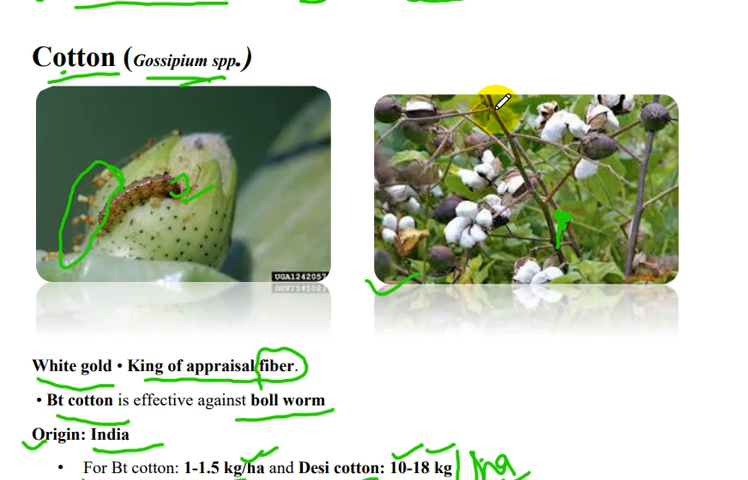 Cotton (Gossipium spp.)
UGA1242057
White gold • King of appraisal fiber.
• Bt cotton is effective against boll worm
Origin: India
• For Bt cotton: 1-1.5 kg/ha and Desi cotton: 10-18 kg/ha